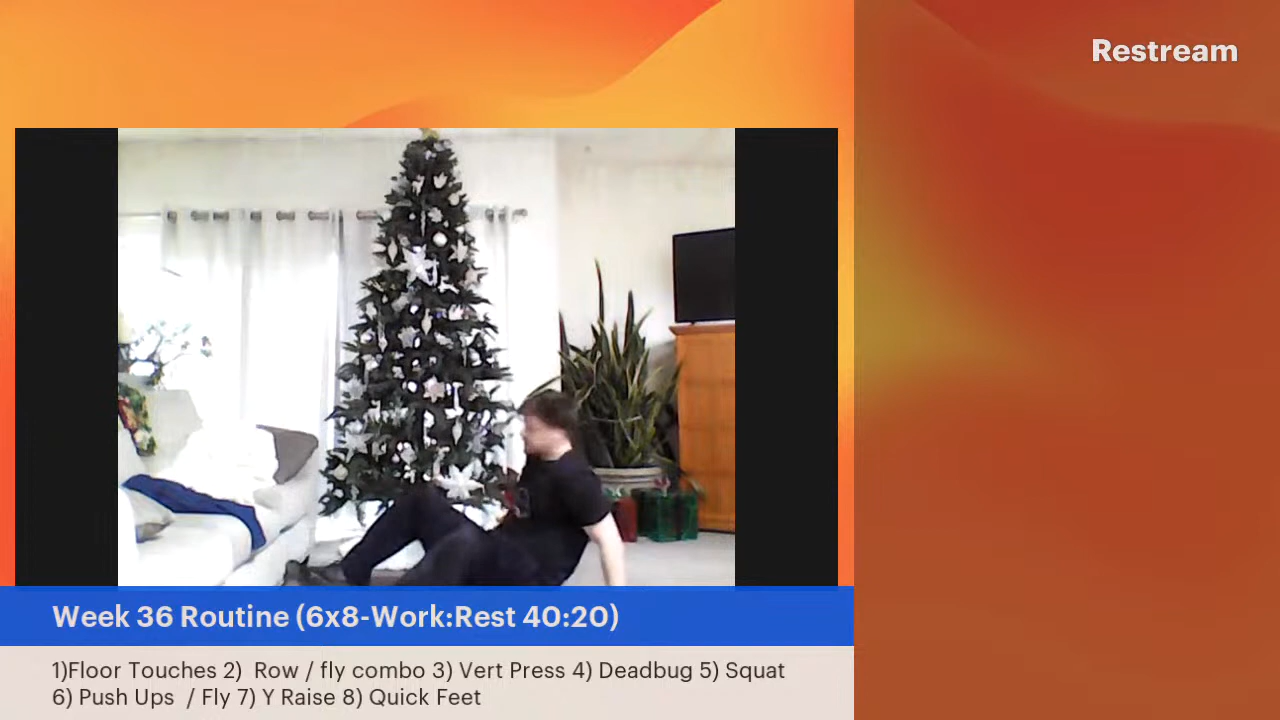 Restream
Week 36 Routine (6x8-Work:Rest 40:20)
1)Floor Touches 2)  Row / fly combo 3) Vert Press 4) Deadbug 5) Squat
6) Push Ups  / Fly 7) Y Raise 8) Quick Feet